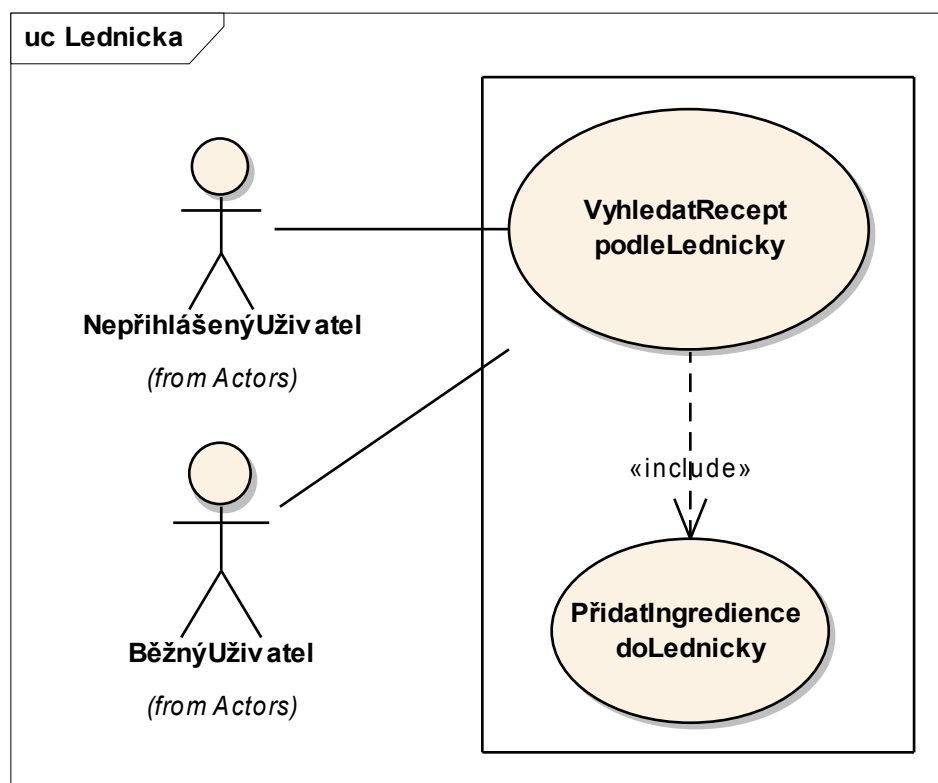 uc Lednicka
VyhledatRecept
podleLednicky
NepřihlášenýUživatel
(from Actors)
«include»
PřidatIngredience
doLednicky
BěžnýUživatel
(from Actors)